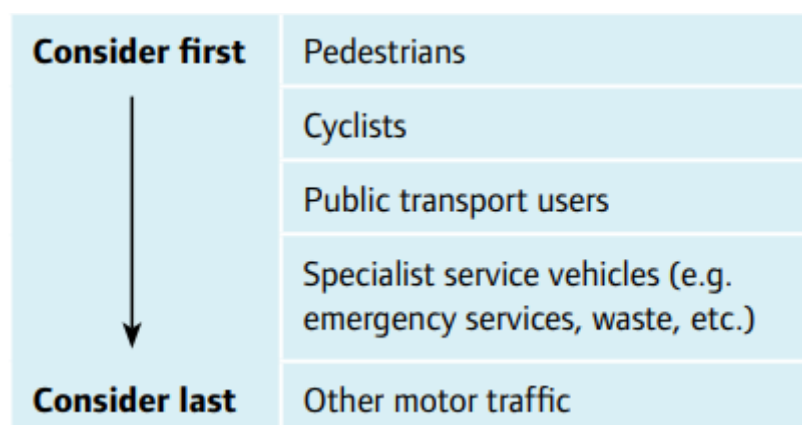 Consider first
Pedestrians
Cyclists
Public transport users
Specialist service vehicles (e.g.
emergency services, waste, etc.)
Consider last
Other motor traffic